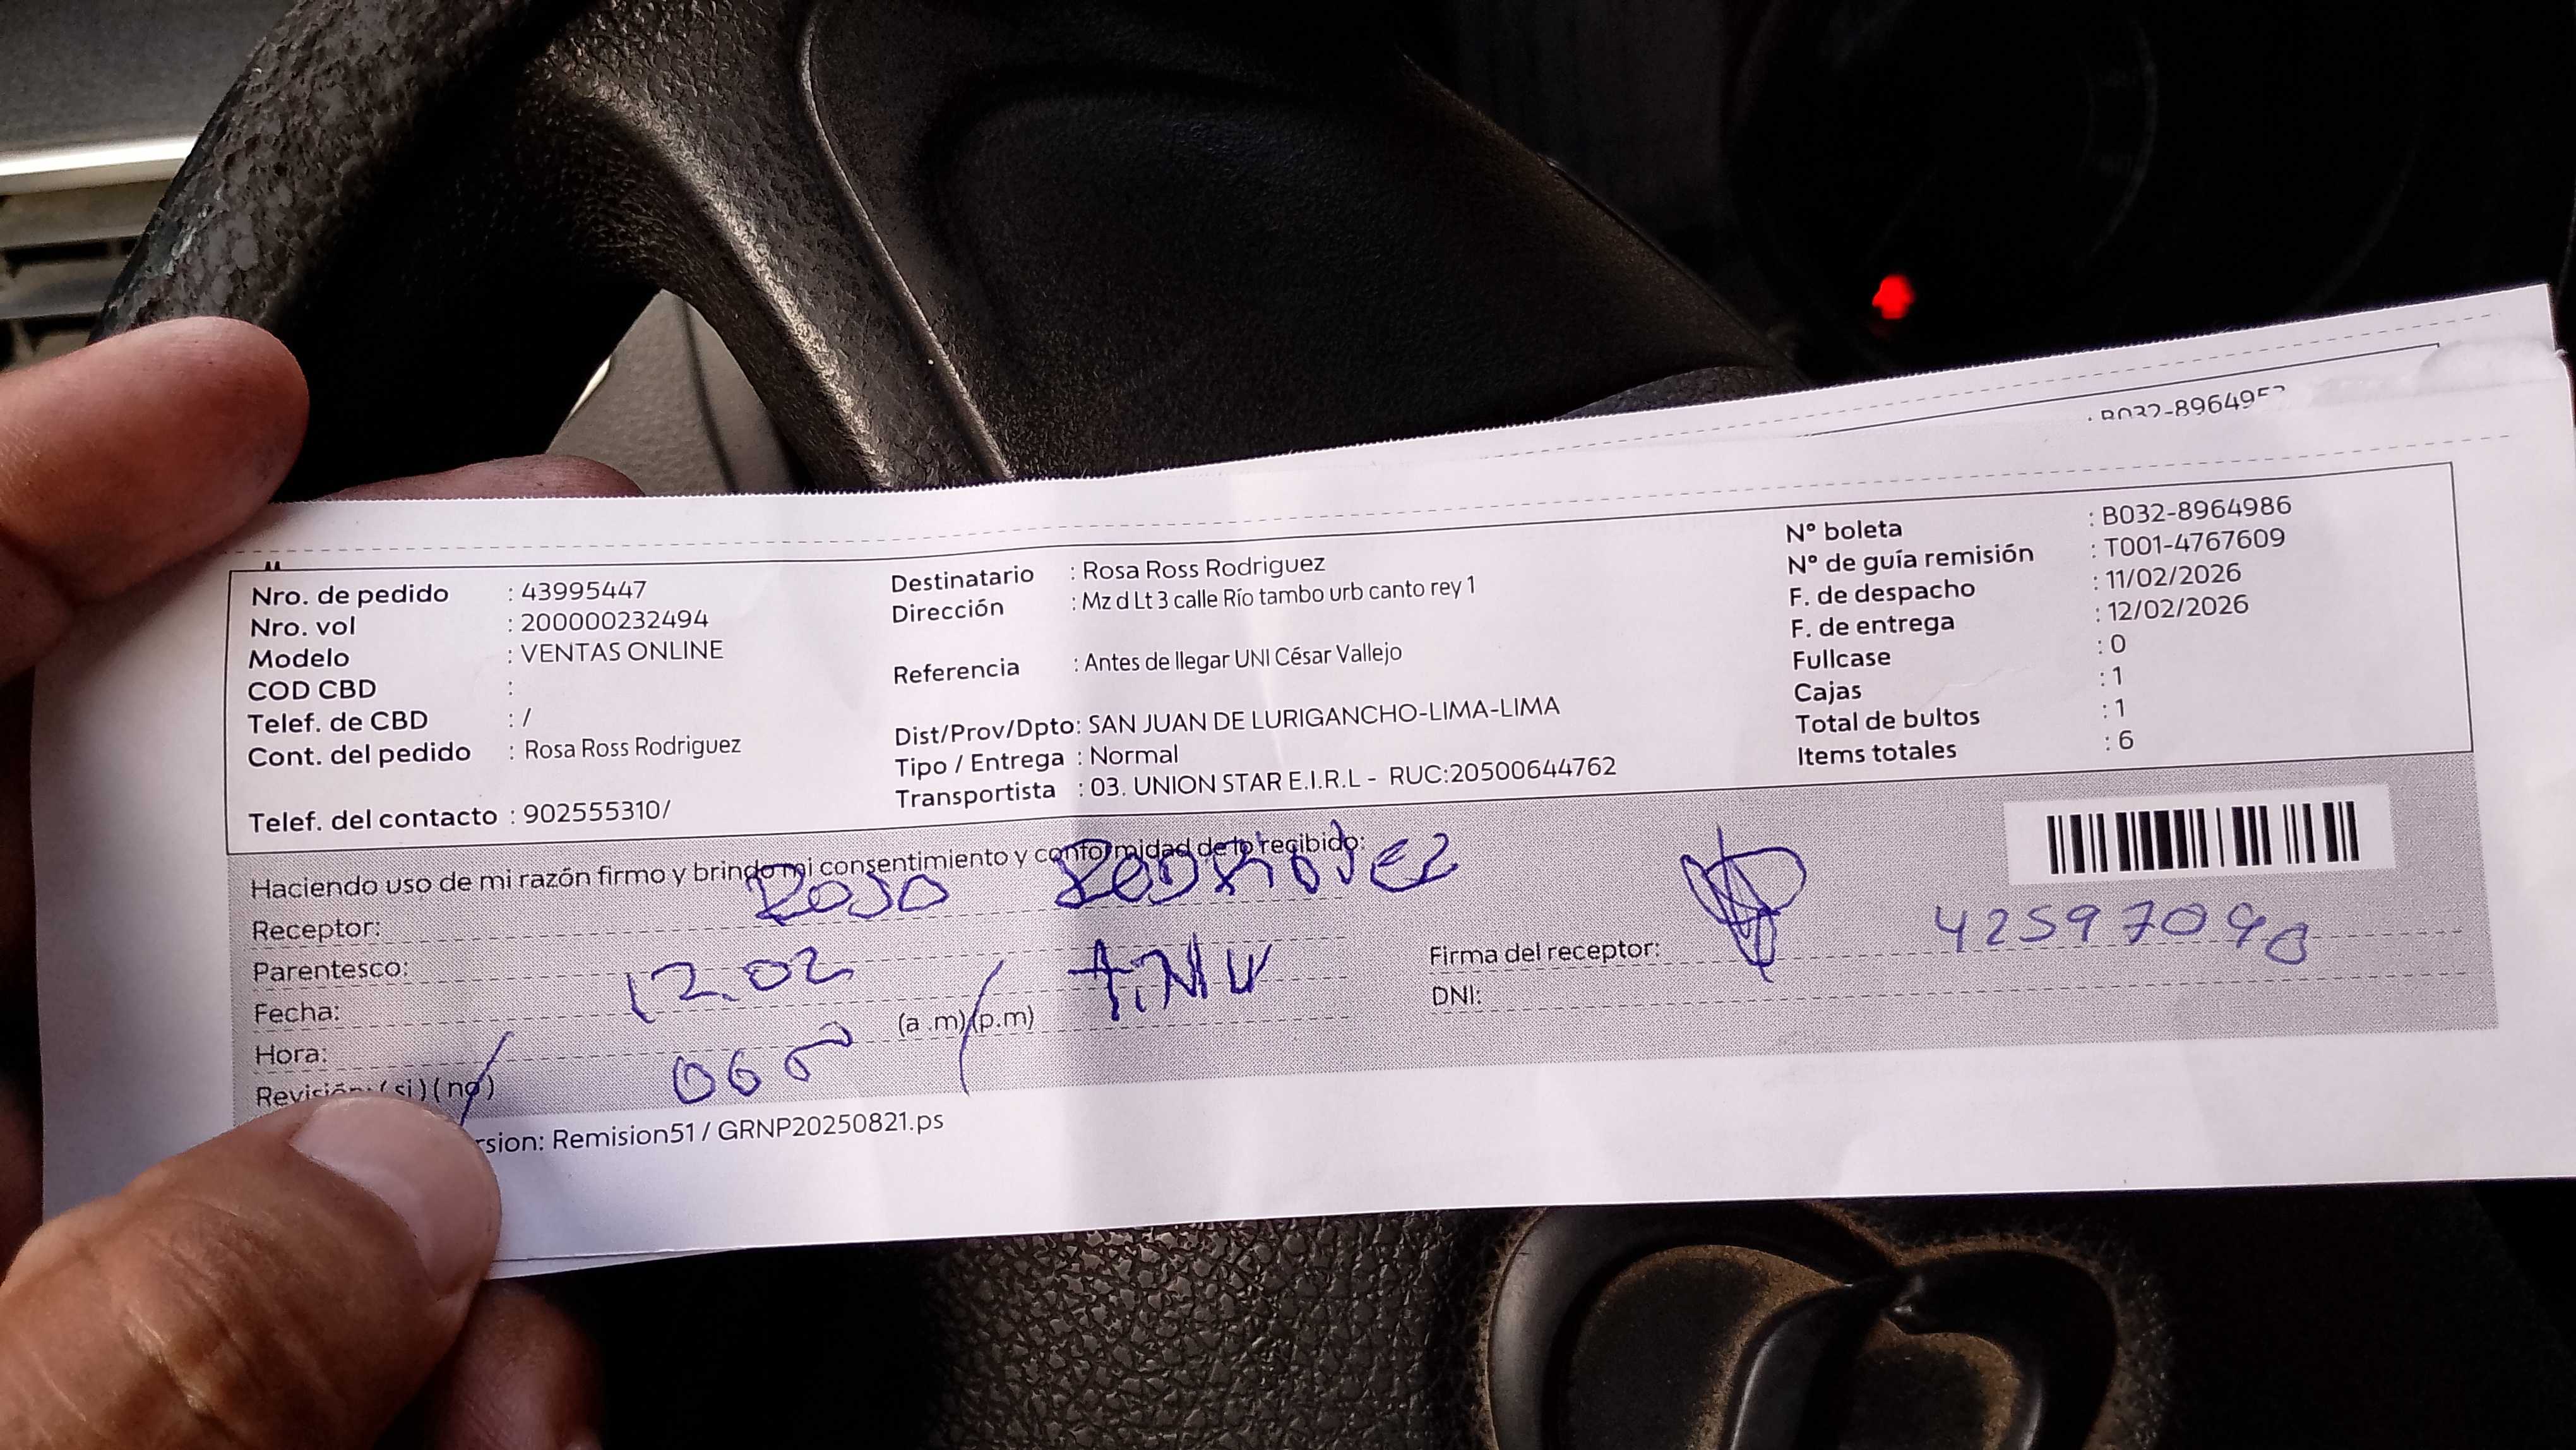 : B032-896495
Nro. de pedido : 43995447
Nro. vol : 200000232494
Modelo : VENTAS ONLINE
COD CBD :
Telef. de CBD : /
Cont. del pedido : Rosa Ross Rodriguez
Telef. del contacto : 902555310/
Destinatario : Rosa Ross Rodriguez
Dirección : Mz d Lt 3 calle Río tambo urb canto rey 1
Referencia : Antes de llegar UNI César Vallejo
Dist/Prov/Dpto: SAN JUAN DE LURIGANCHO-LIMA-LIMA
Tipo / Entrega : Normal
Transportista : 03. UNION STAR E.I.R.L - RUC:20500644762
N° boleta : B032-8964986
N° de guía remisión : T001-4767609
F. de despacho : 11/02/2026
F. de entrega : 12/02/2026
Fullcase : 0
Cajas : 1
Total de bultos : 1
Items totales : 6
Haciendo uso de mi razón firmo y brindo mi consentimiento y conformidad de lo recibido:
Receptor: Rosa Rodriguez
Parentesco:
Fecha: 12.02
Hora: (a .m)/(p.m)
Revisión: (si) (no)
Firma del receptor:
DNI:
rsion: Remision51 / GRNP20250821.ps